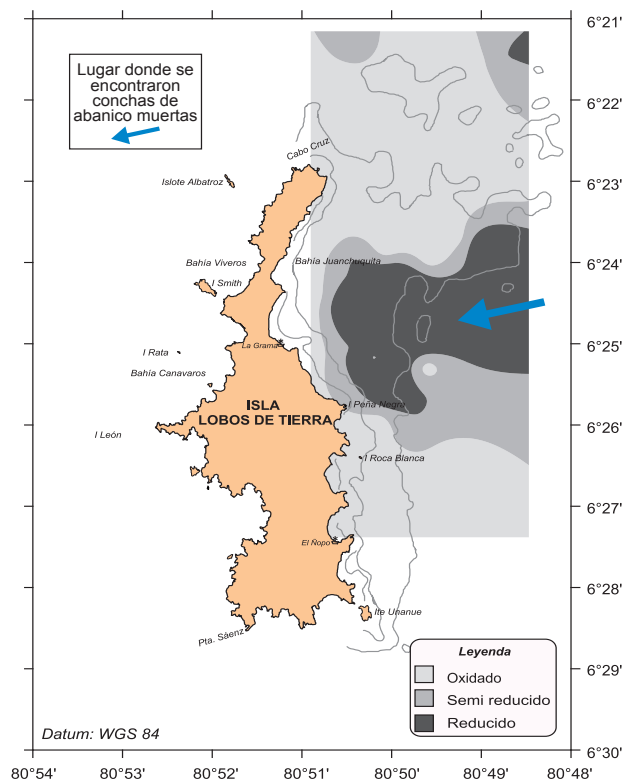 Lugar donde se
encontraron
conchas de
abanico muertas
6°21'
6°22'
6°23'
6°24'
6°25'
6°26'
6°27'
6°28'
6°29'
6°30'
Cabo Cruz
Islote Albatroz
Bahía Viveros
Bahía Juanchuquita
I Smith
La Grama
I Rata
Bahía Canavaros
ISLA
LOBOS DE TIERRA
I Peña Negra
I León
I Roca Blanca
El Ñopo
Ite Unanue
Pta. Sáenz
Leyenda
Oxidado
Semi reducido
Reducido
Datum: WGS 84
80°54' 80°53' 80°52' 80°51' 80°50' 80°49' 80°48'